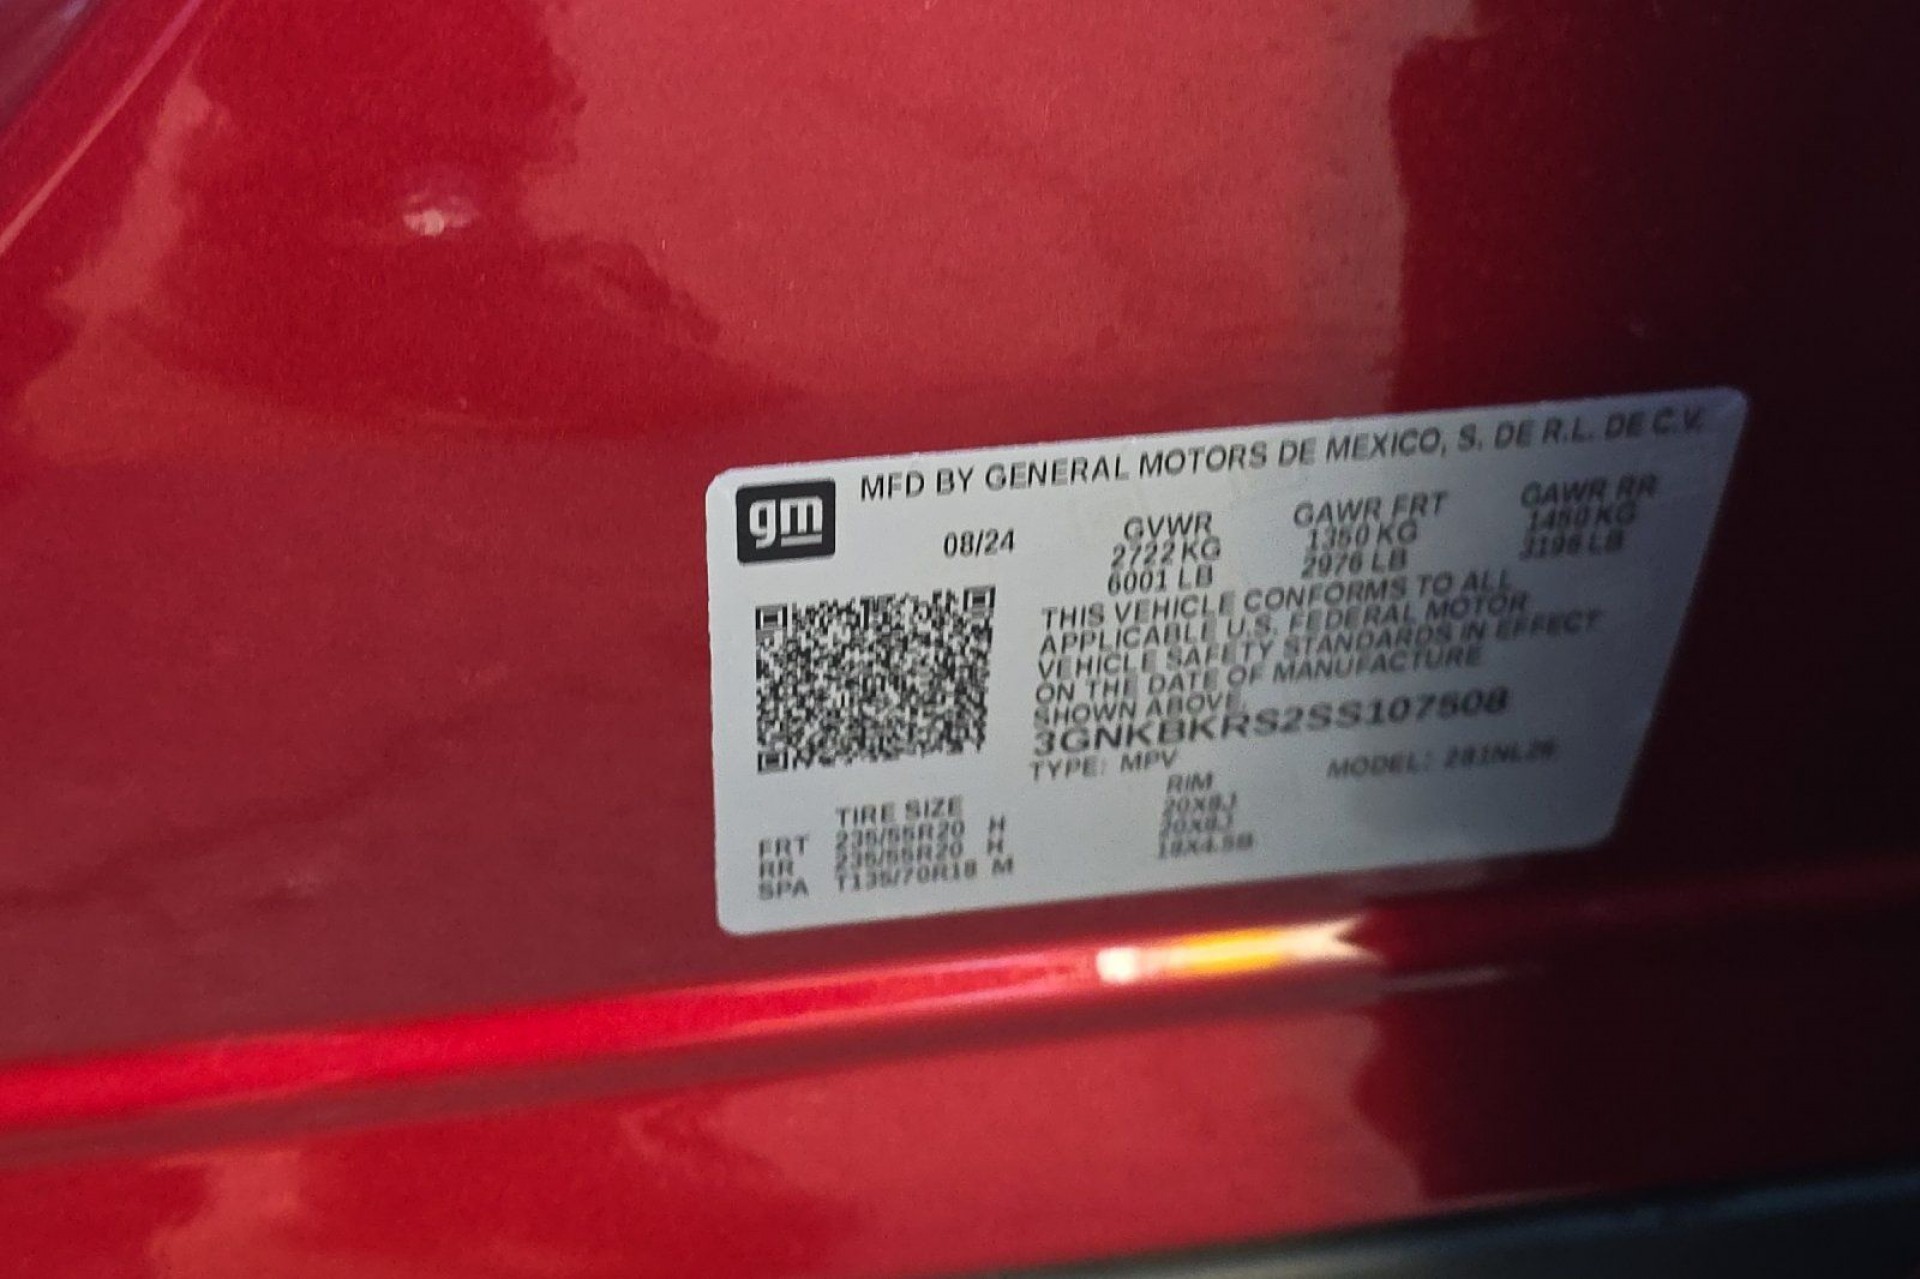 gm
MFD BY GENERAL MOTORS DE MEXICO, S. DE R.L. DE C.V.
08/24
GVWR GAWR FRT GAWR RR
2722 KG 1350 KG 1450 KG
6001 LB 2976 LB 3196 LB
THIS VEHICLE CONFORMS TO ALL
APPLICABLE U.S. FEDERAL MOTOR
VEHICLE SAFETY STANDARDS IN EFFECT
ON THE DATE OF MANUFACTURE
SHOWN ABOVE.
3GNKBKRS2SS107508
TYPE: MPV MODEL: 281NL26
TIRE SIZE RIM
FRT 235/55R20 H 20X8J
RR 235/55R20 H 20X8J
SPA T135/70R18 M 18X4.5B